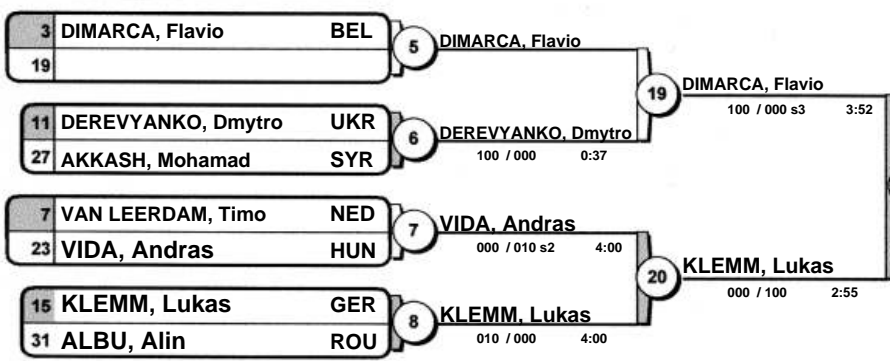 3 DIMARCA, Flavio BEL
19
5
DIMARCA, Flavio
11 DEREVYANKO, Dmytro UKR
27 AKKASH, Mohamad SYR
6
DEREVYANKO, Dmytro
100 / 000 0:37
19
DIMARCA, Flavio
100 / 000 s3 3:52
7 VAN LEERDAM, Timo NED
23 VIDA, Andras HUN
7
VIDA, Andras
000 / 010 s2 4:00
15 KLEMM, Lukas GER
31 ALBU, Alin ROU
8
KLEMM, Lukas
010 / 000 4:00
20
KLEMM, Lukas
000 / 100 2:55